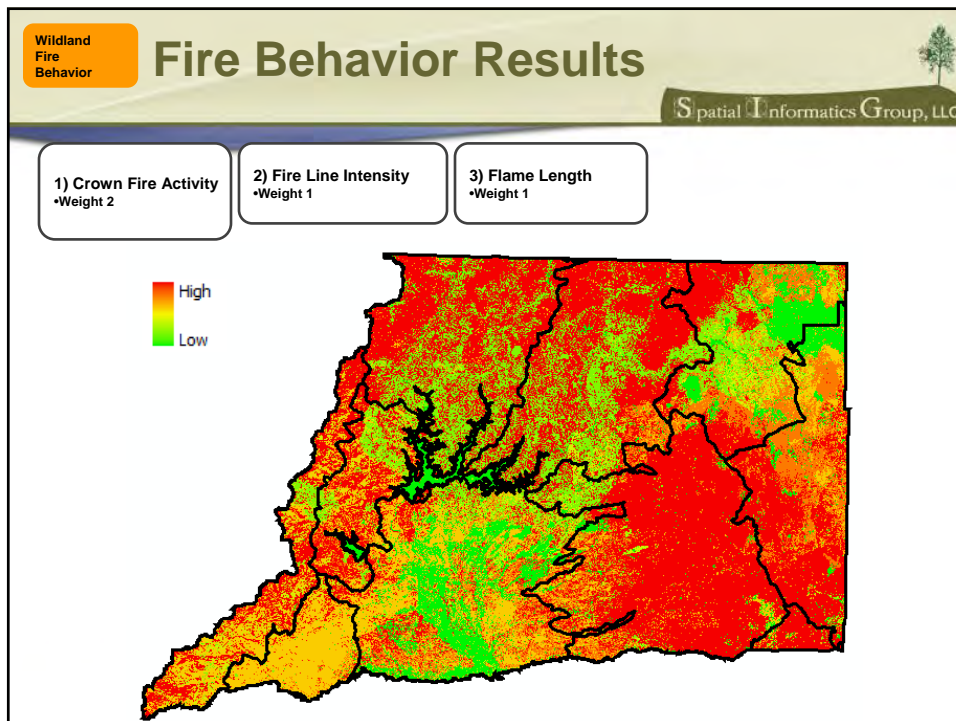 Wildland
Fire
Behavior
Fire Behavior Results
Spatial Informatics Group, LLC
1) Crown Fire Activity
•Weight 2
2) Fire Line Intensity
•Weight 1
3) Flame Length
•Weight 1
High
Low